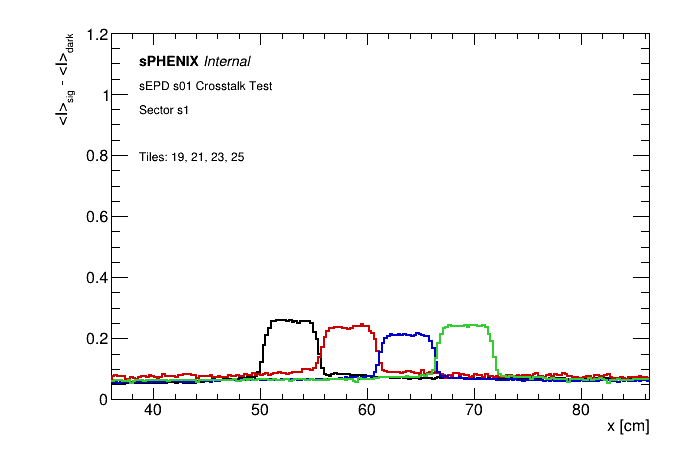 <I>sig - <I>dark
1.2
1
0.8
0.6
0.4
0.2
0
sPHENIX Internal
sEPD s01 Crosstalk Test
Sector s1
Tiles: 19, 21, 23, 25
40 50 60 70 80
x [cm]